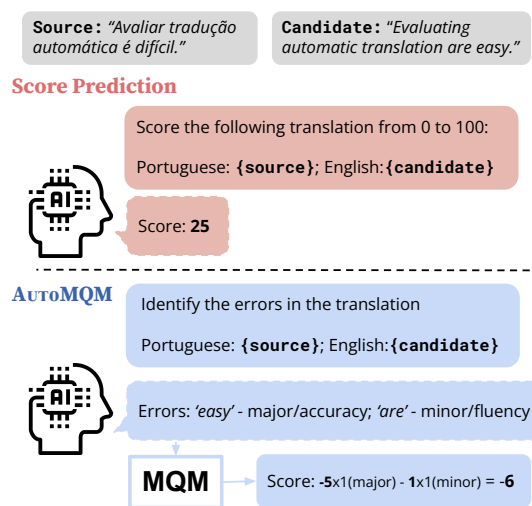 Source: “Avaliar tradução
automática é difícil.”
Candidate: “Evaluating
automatic translation are easy.”
Score Prediction
Score the following translation from 0 to 100:
Portuguese: {source}; English:{candidate}
AI
Score: 25
AUTOMQM
Identify the errors in the translation
Portuguese: {source}; English:{candidate}
AI
Errors: ‘easy’ - major/accuracy; ‘are’ - minor/fluency
MQM
Score: -5x1(major) - 1x1(minor) = -6